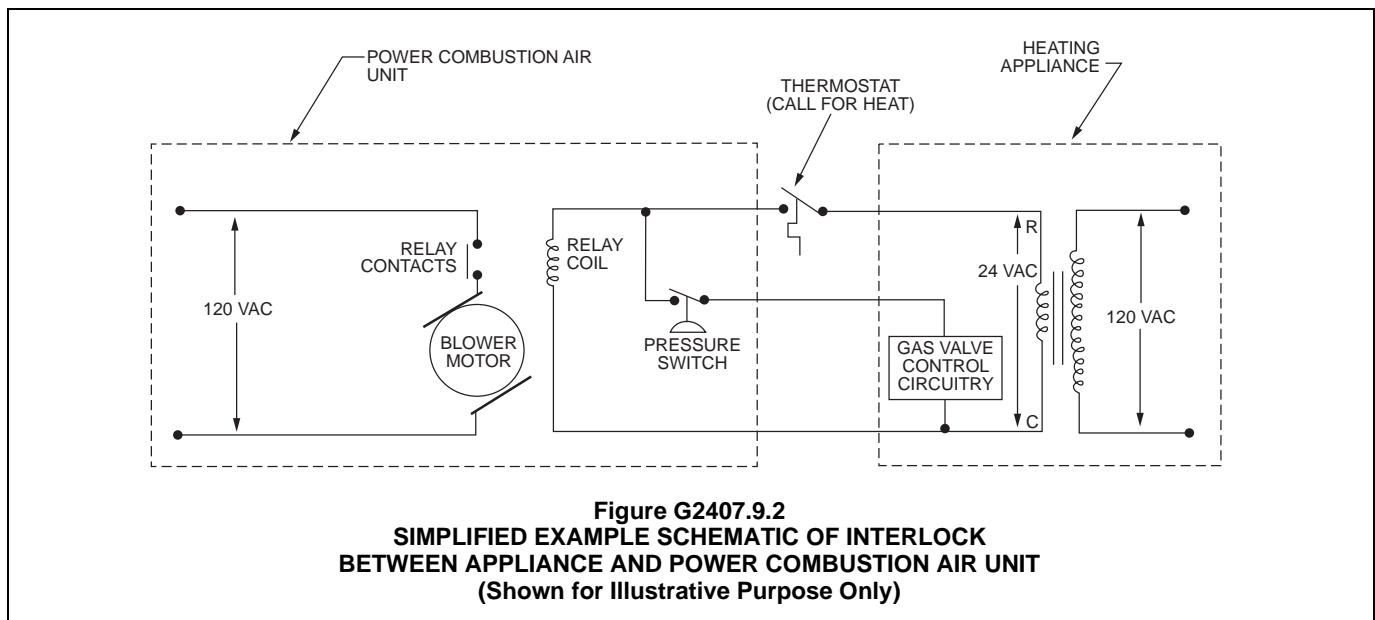 POWER COMBUSTION AIR
UNIT
HEATING
APPLIANCE
THERMOSTAT
(CALL FOR HEAT)
RELAY
CONTACTS
RELAY
COIL
R
24 VAC
120 VAC
120 VAC
BLOWER
MOTOR
PRESSURE
SWITCH
GAS VALVE
CONTROL
CIRCUITRY
C
Figure G2407.9.2
SIMPLIFIED EXAMPLE SCHEMATIC OF INTERLOCK
BETWEEN APPLIANCE AND POWER COMBUSTION AIR UNIT
(Shown for Illustrative Purpose Only)